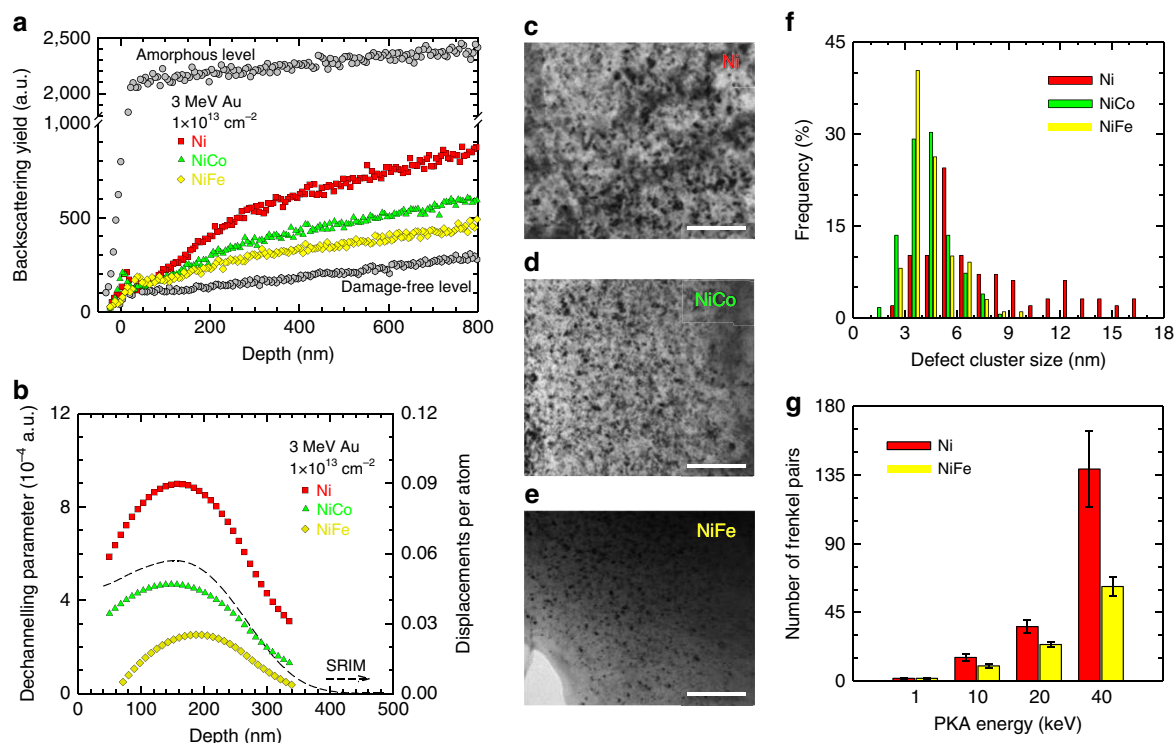 a
Backscattering yield (a.u.)
2,500
2,000
1,000
500
0
Amorphous level
3 MeV Au
1×10¹³ cm⁻²
Ni
NiCo
NiFe
Damage-free level
0 200 400 600 800
Depth (nm)
b
Dechannelling parameter (10⁻⁴ a.u.)
12
8
4
0
3 MeV Au
1×10¹³ cm⁻²
Ni
NiCo
NiFe
SRIM
0.12
0.09
0.06
0.03
0.00
Displacements per atom
0 100 200 300 400 500
Depth (nm)
c
Ni
d
NiCo
e
NiFe
f
Frequency (%)
45
30
15
0
Ni
NiCo
NiFe
0 3 6 9 12 15 18
Defect cluster size (nm)
g
Number of frenkel pairs
180
135
90
45
0
Ni
NiFe
1 10 20 40
PKA energy (keV)